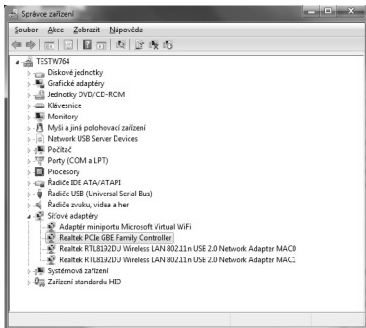 Správce zařízení
Soubor Akce Zobrazit Nápověda
TESTW764
Diskové jednotky
Grafické adaptéry
Jednotky DVD/CD-ROM
Klávesnice
Monitory
Myši a jiná polohovací zařízení
Network USB Server Devices
Počítač
Porty (COM a LPT)
Procesory
Řadiče IDE ATA/ATAPI
Řadiče USB (Universal Serial Bus)
Řadiče zvuku, videa a her
Síťové adaptéry
Adaptér miniportu Microsoft Virtual WiFi
Realtek PCIe GBE Family Controller
Realtek RTL8192DU Wireless LAN 802.11n USB 2.0 Network Adapter MAC0
Realtek RTL8192DU Wireless LAN 802.11n USB 2.0 Network Adapter MAC1
Systémová zařízení
Zařízení standardu HID